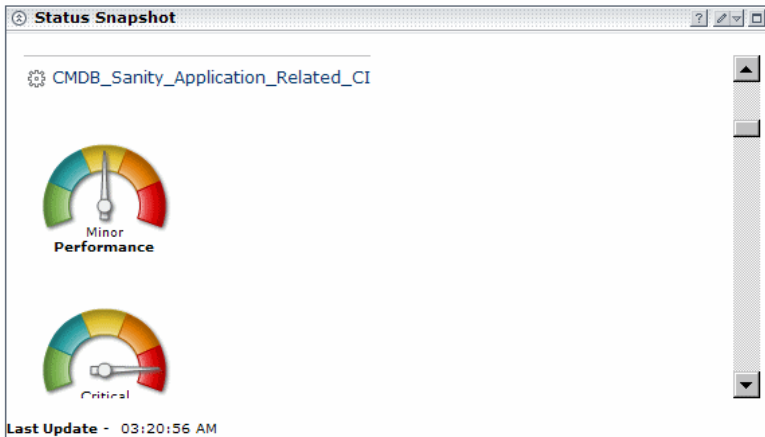 Status Snapshot
?
CMDB_Sanity_Application_Related_CI
Minor
Performance
Critical
Last Update - 03:20:56 AM